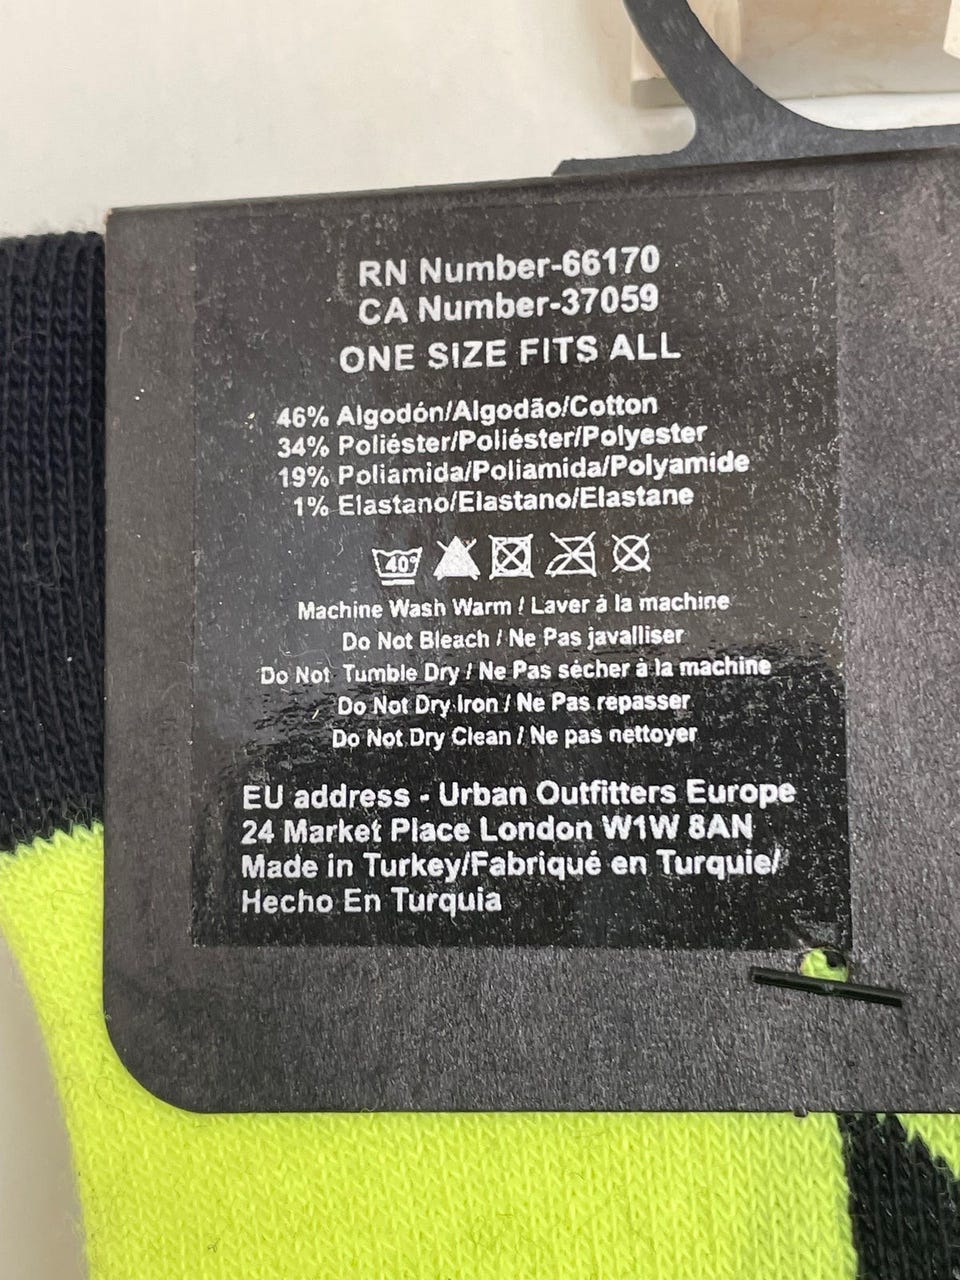 RN Number-66170
CA Number-37059
ONE SIZE FITS ALL
46% Algodón/Algodão/Cotton
34% Poliéster/Poliéster/Polyester
19% Poliamida/Poliamida/Polyamide
1% Elastano/Elastano/Elastane
40°
Machine Wash Warm / Laver à la machine
Do Not Bleach / Ne Pas javalliser
Do Not Tumble Dry / Ne Pas sécher à la machine
Do Not Dry Iron / Ne Pas repasser
Do Not Dry Clean / Ne pas nettoyer
EU address - Urban Outfitters Europe
24 Market Place London W1W 8AN
Made in Turkey/Fabriqué en Turquie/
Hecho En Turquia